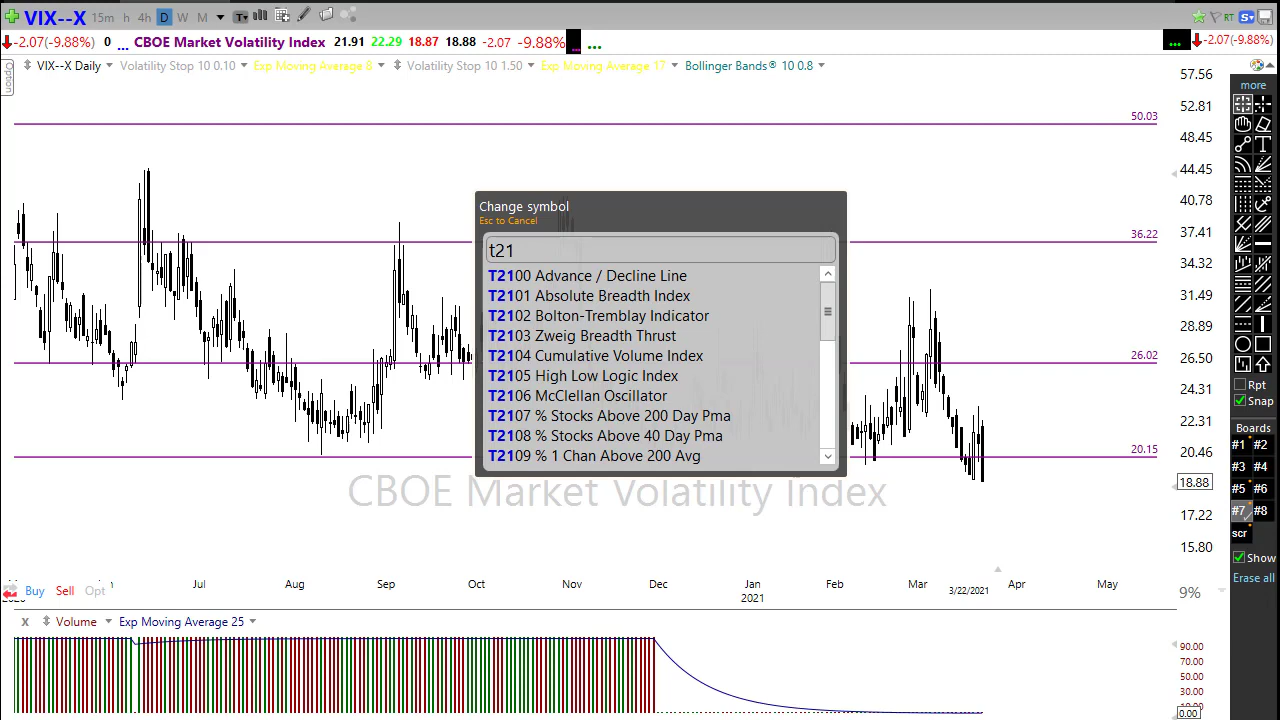 VIX--X 15m h 4h D W M
RT
-2.07(-9.88%) 0 ... CBOE Market Volatility Index 21.91 22.29 18.87 18.88 -2.07 -9.88% ... ... ... -2.07(-9.88%)
Option
VIX--X Daily Volatility Stop 10 0.10 Exp Moving Average 8 Volatility Stop 10 1.50 Exp Moving Average 17 Bollinger Bands® 10 0.8
57.56
52.81
48.45
44.45
40.78
37.41
34.32
31.49
28.89
26.50
24.31
22.31
20.46
18.88
17.22
15.80
50.03
36.22
26.02
20.15
Change symbol
Esc to Cancel
t21
T2100 Advance / Decline Line
T2101 Absolute Breadth Index
T2102 Bolton-Tremblay Indicator
T2103 Zweig Breadth Thrust
T2104 Cumulative Volume Index
T2105 High Low Logic Index
T2106 McClellan Oscillator
T2107 % Stocks Above 200 Day Pma
T2108 % Stocks Above 40 Day Pma
T2109 % 1 Chan Above 200 Avg
CBOE Market Volatility Index
Jul Aug Sep Oct Nov Dec Jan Feb Mar Apr May
2021
3/22/2021
Buy Sell Opt
9%
x Volume Exp Moving Average 25
90.00
70.00
50.00
30.00
0.00
more
Rpt
Snap
Boards
#1 #2
#3 #4
#5 #6
#7 #8
scr
Show
Erase all